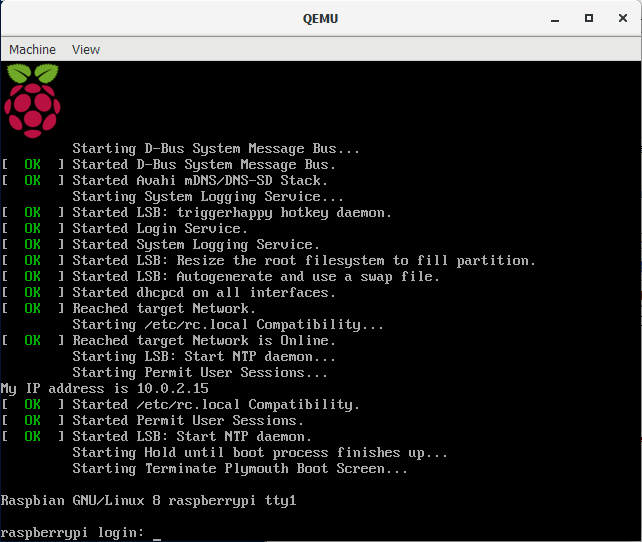 QEMU
Machine View
Starting D-Bus System Message Bus...
[ OK ] Started D-Bus System Message Bus.
[ OK ] Started Avahi mDNS/DNS-SD Stack.
Starting System Logging Service...
[ OK ] Started LSB: triggerhappy hotkey daemon.
[ OK ] Started Login Service.
[ OK ] Started System Logging Service.
[ OK ] Started LSB: Resize the root filesystem to fill partition.
[ OK ] Started LSB: Autogenerate and use a swap file.
[ OK ] Started dhcpcd on all interfaces.
[ OK ] Reached target Network.
Starting /etc/rc.local Compatibility...
[ OK ] Reached target Network is Online.
Starting LSB: Start NTP daemon...
Starting Permit User Sessions...
My IP address is 10.0.2.15
[ OK ] Started /etc/rc.local Compatibility.
[ OK ] Started Permit User Sessions.
[ OK ] Started LSB: Start NTP daemon.
Starting Hold until boot process finishes up...
Starting Terminate Plymouth Boot Screen...
Raspbian GNU/Linux 8 raspberrypi tty1
raspberrypi login: _